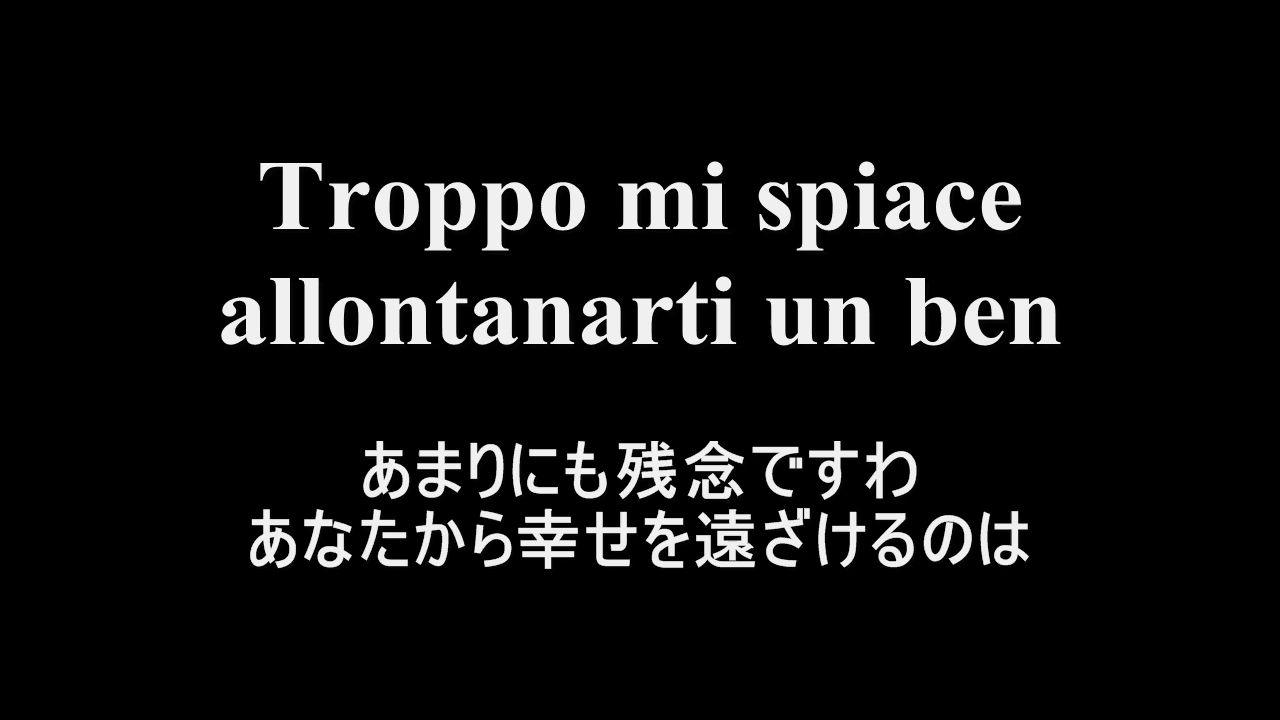 Troppo mi spiace
allontanarti un ben
あまりにも残念ですわ
あなたから幸せを遠ざけるのは